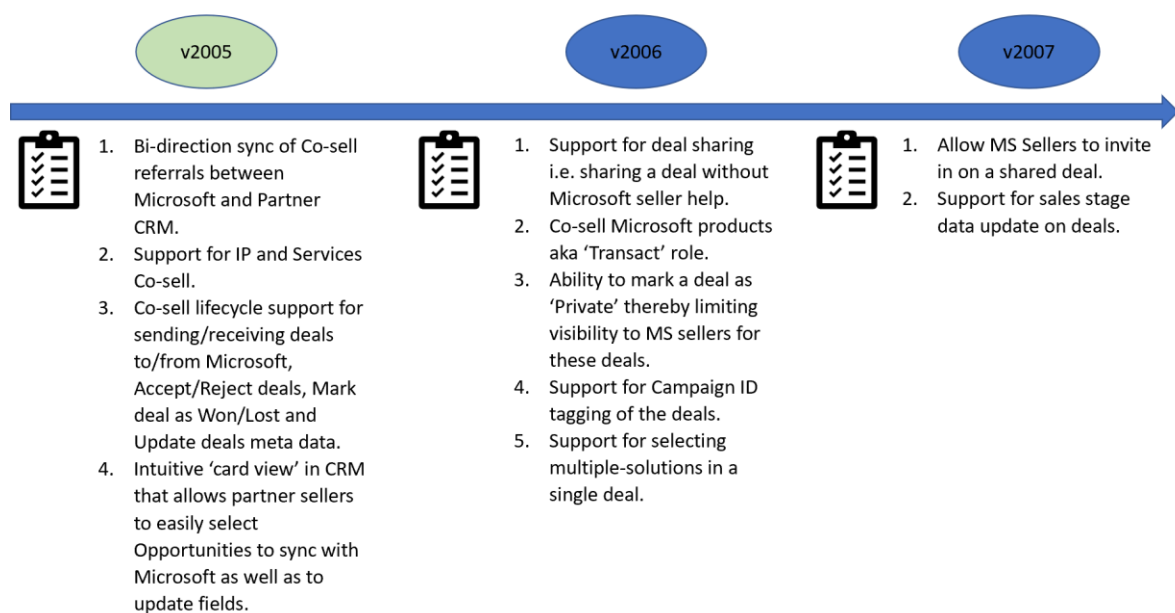 v2005
v2006
v2007
1. Bi-direction sync of Co-sell
referrals between
Microsoft and Partner
CRM.
2. Support for IP and Services
Co-sell.
3. Co-sell lifecycle support for
sending/receiving deals
to/from Microsoft,
Accept/Reject deals, Mark
deal as Won/Lost and
Update deals meta data.
4. Intuitive ‘card view’ in CRM
that allows partner sellers
to easily select
Opportunities to sync with
Microsoft as well as to
update fields.
1. Support for deal sharing
i.e. sharing a deal without
Microsoft seller help.
2. Co-sell Microsoft products
aka ‘Transact’ role.
3. Ability to mark a deal as
‘Private’ thereby limiting
visibility to MS sellers for
these deals.
4. Support for Campaign ID
tagging of the deals.
5. Support for selecting
multiple-solutions in a
single deal.
1. Allow MS Sellers to invite
in on a shared deal.
2. Support for sales stage
data update on deals.